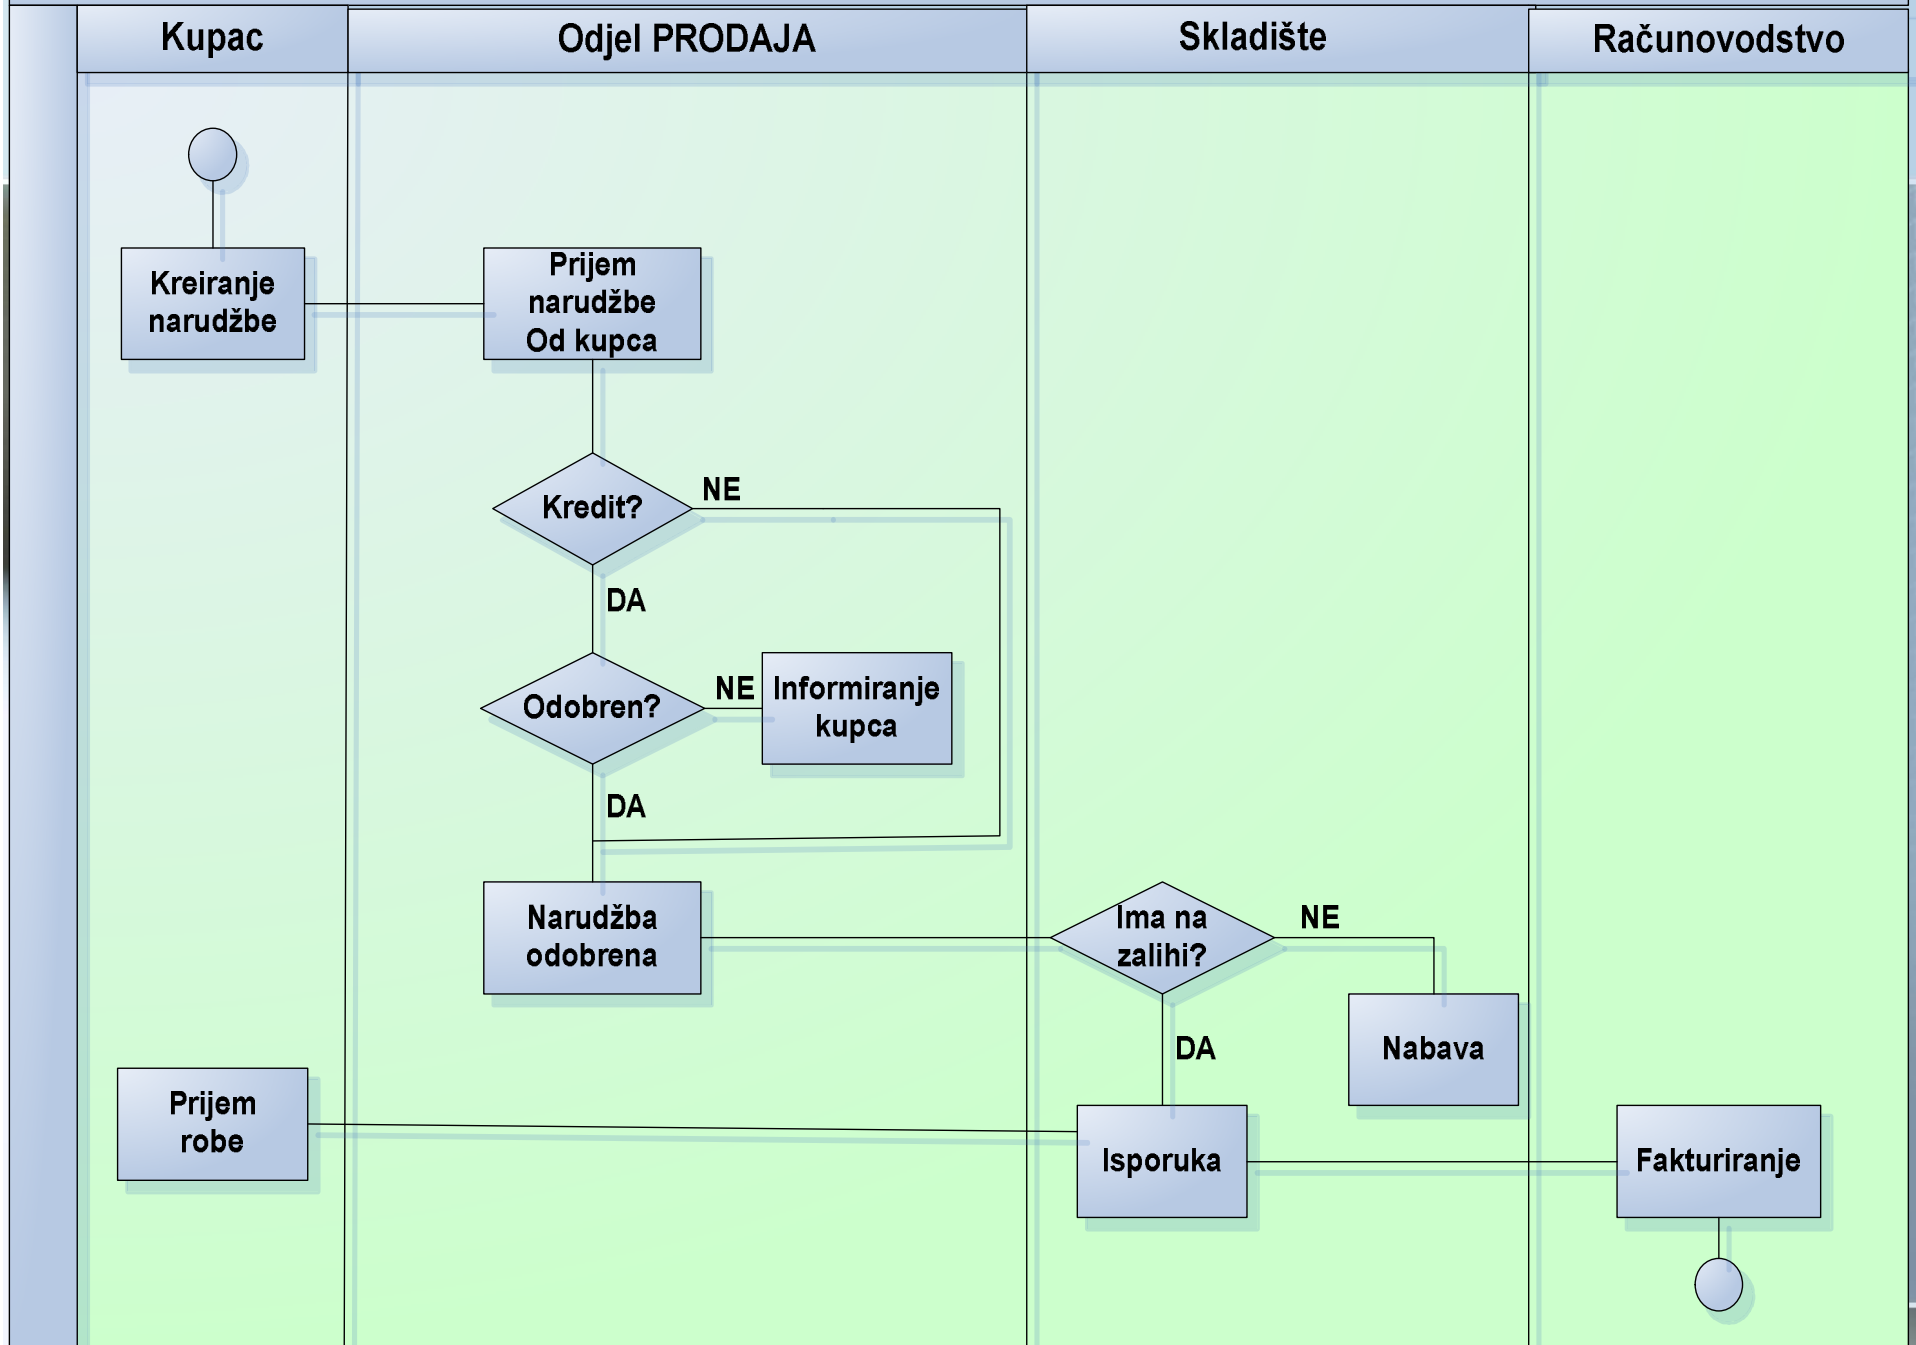 Kupac
Odjel PRODAJA
Skladište
Računovodstvo
Kreiranje
narudžbe
Prijem
narudžbe
Od kupca
Kredit?
NE
DA
Odobren?
NE
Informiranje
kupca
DA
Narudžba
odobrena
Ima na
zalihi?
NE
DA
Nabava
Prijem
robe
Isporuka
Fakturiranje